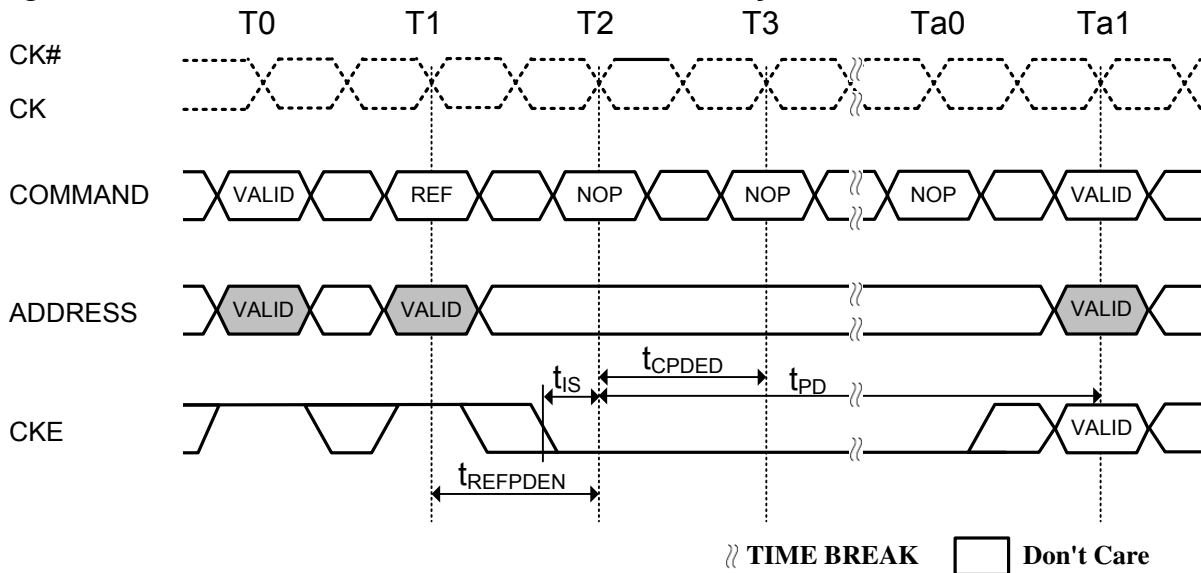 T0 T1 T2 T3 Ta0 Ta1
CK#
CK
COMMAND VALID REF NOP NOP NOP VALID
ADDRESS VALID VALID VALID
tIS tCPDED tPD
CKE VALID
tREFPDEN
TIME BREAK Don't Care